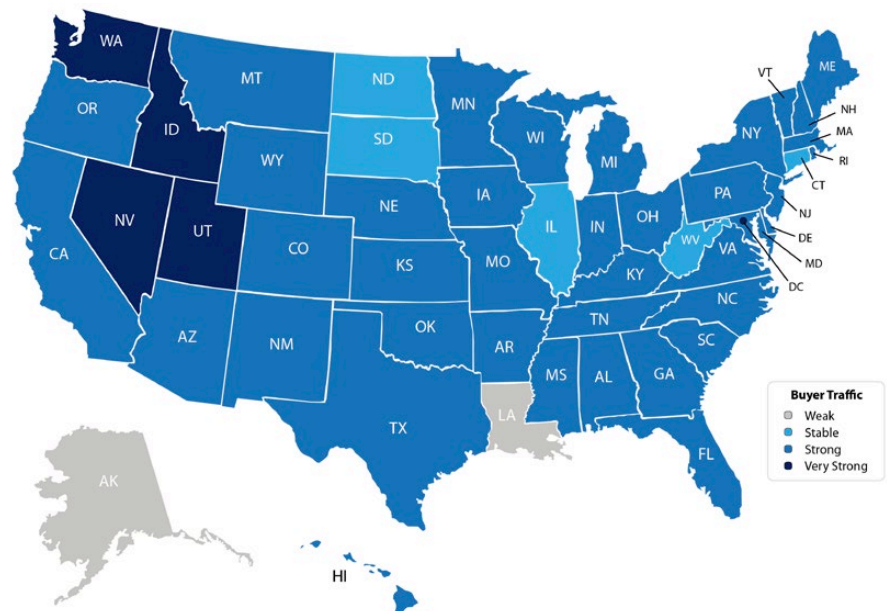 WA
MT
ND
MN
ME
VT
OR
ID
SD
WI
NH
MA
NY
WY
MI
RI
CT
IA
PA
NE
NJ
NV
UT
IL
IN
OH
DE
CA
CO
WV
VA
MD
KS
MO
KY
DC
NC
TN
OK
AZ
NM
AR
SC
MS
AL
GA
Buyer Traffic
Weak
Stable
Strong
Very Strong
LA
TX
FL
AK
HI